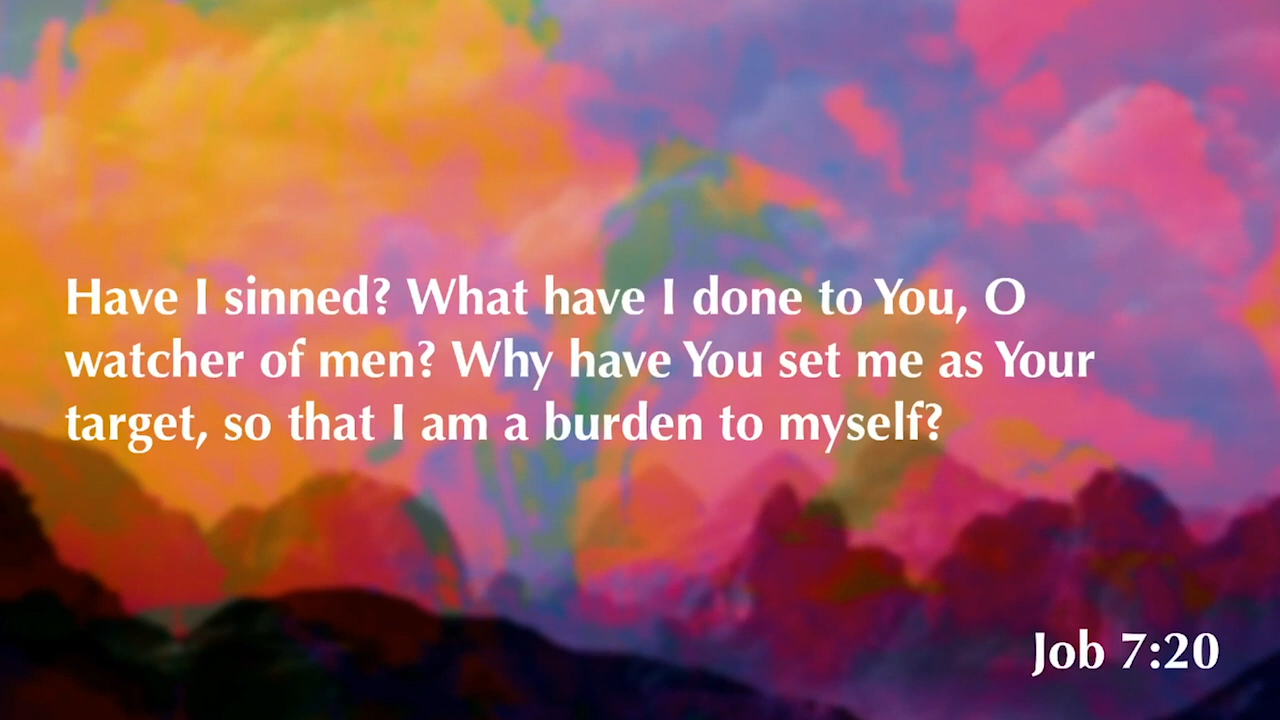 Have I sinned? What have I done to You, O
watcher of men? Why have You set me as Your
target, so that I am a burden to myself?
Job 7:20